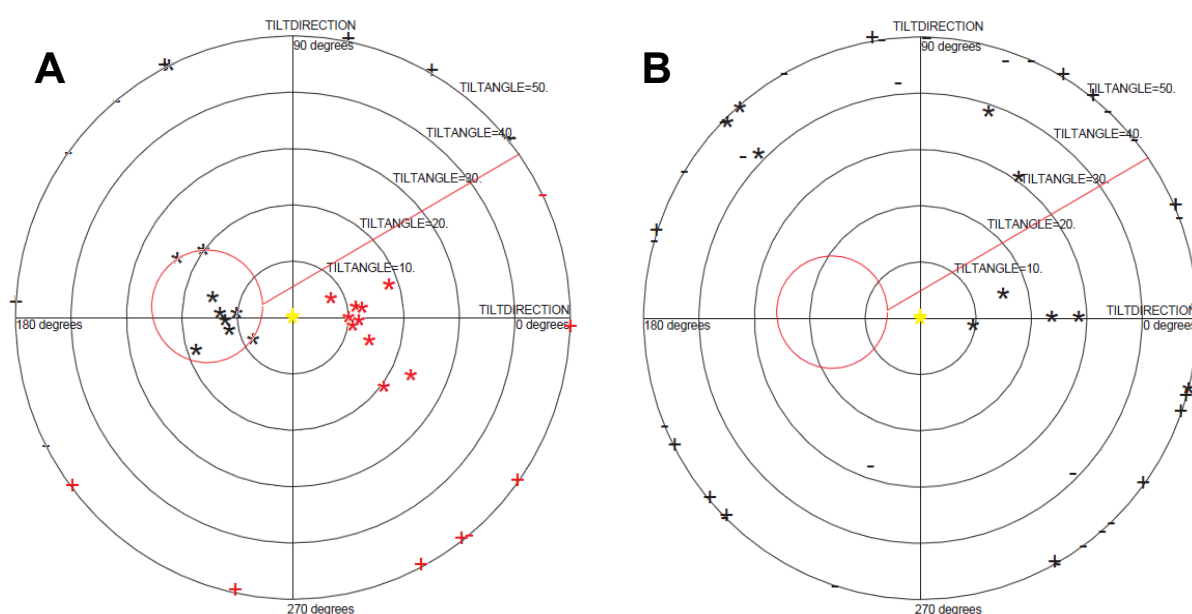 A
TILTDIRECTION
90 degrees
TILTANGLE=50.
TILTANGLE=40.
TILTANGLE=30.
TILTANGLE=20.
TILTANGLE=10.
TILTDIRECTION
180 degrees
0 degrees
270 degrees
B
TILTDIRECTION
90 degrees
TILTANGLE=50.
TILTANGLE=40.
TILTANGLE=30.
TILTANGLE=20.
TILTANGLE=10.
TILTDIRECTION
180 degrees
0 degrees
270 degrees